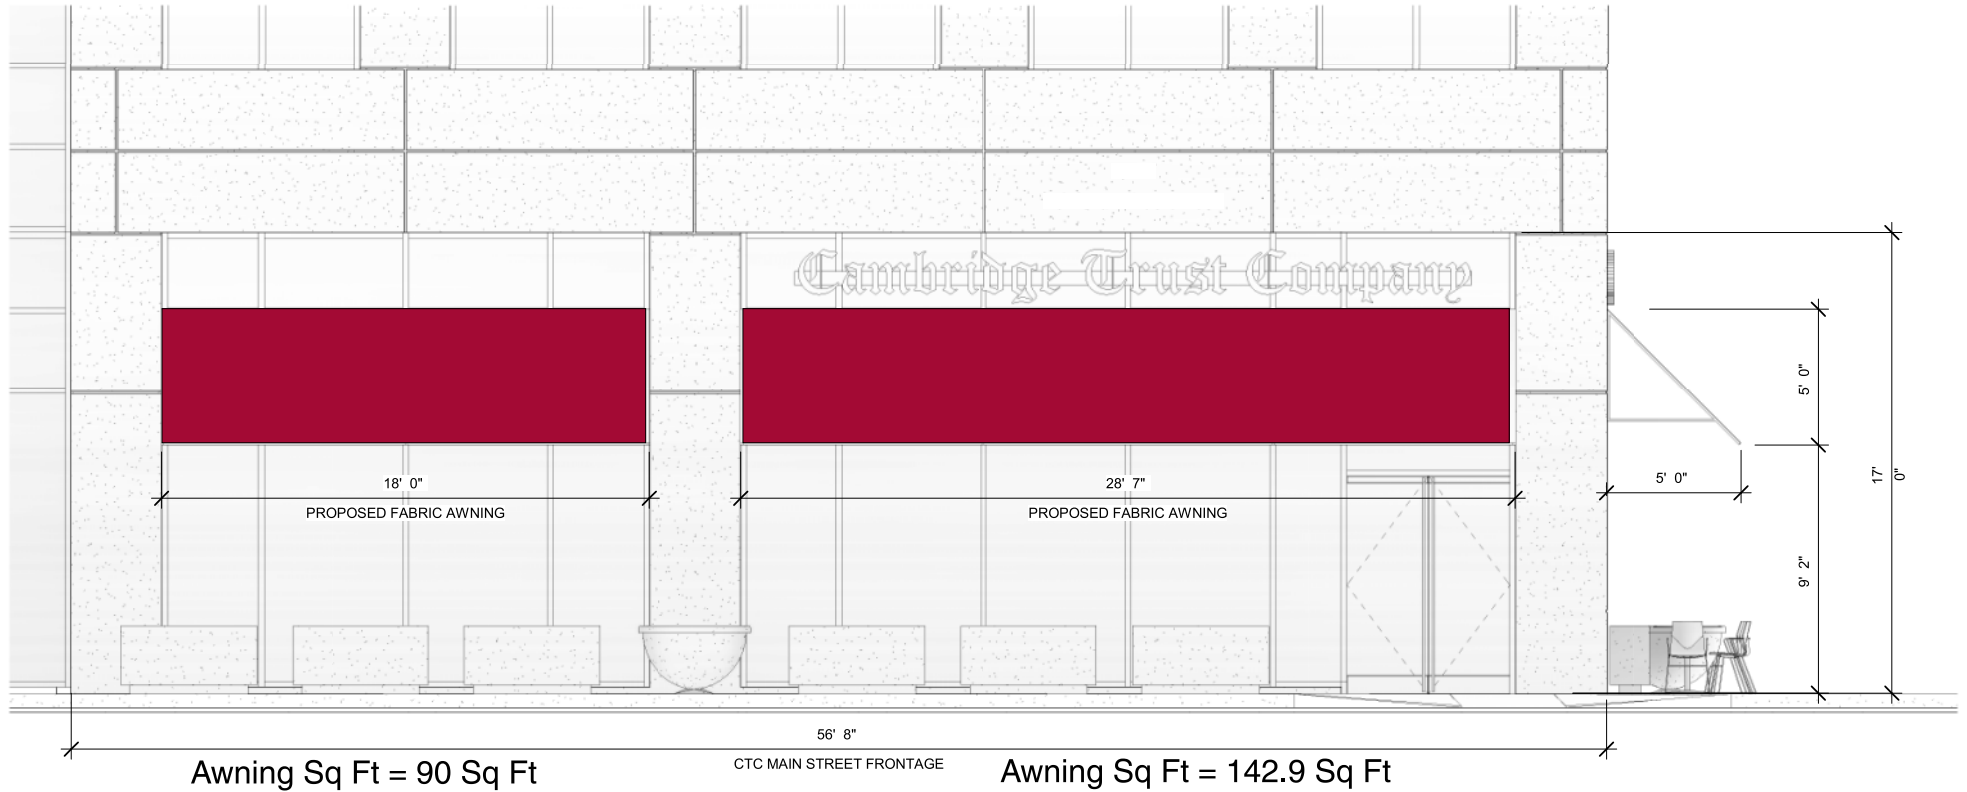 Cambridge Trust Company
5' 0"
18' 0"
28' 7"
5' 0"
17' 0"
PROPOSED FABRIC AWNING
PROPOSED FABRIC AWNING
9' 2"
56' 8"
CTC MAIN STREET FRONTAGE
Awning Sq Ft = 90 Sq Ft
Awning Sq Ft = 142.9 Sq Ft